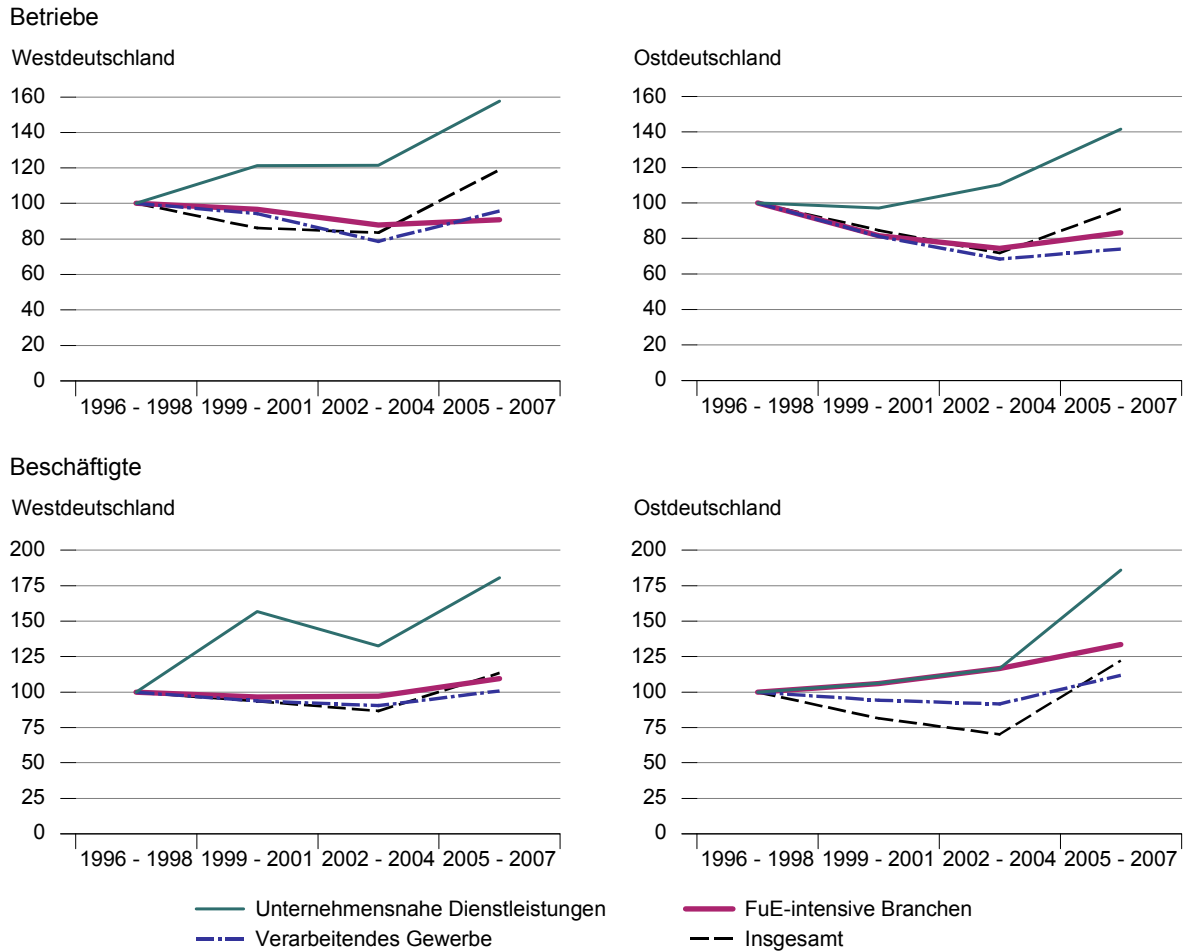 Betriebe
Westdeutschland
160
140
120
100
80
60
40
20
0
1996 - 1998 1999 - 2001 2002 - 2004 2005 - 2007
Ostdeutschland
160
140
120
100
80
60
40
20
0
1996 - 1998 1999 - 2001 2002 - 2004 2005 - 2007
Beschäftigte
Westdeutschland
200
175
150
125
100
75
50
25
0
1996 - 1998 1999 - 2001 2002 - 2004 2005 - 2007
Ostdeutschland
200
175
150
125
100
75
50
25
0
1996 - 1998 1999 - 2001 2002 - 2004 2005 - 2007
Unternehmensnahe Dienstleistungen
FuE-intensive Branchen
Verarbeitendes Gewerbe
Insgesamt